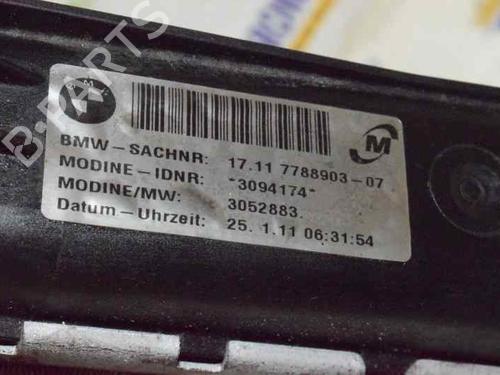 B-PARTS
BMW-SACHNR: 17.11 7788903-07
MODINE-IDNR: -3094174-
MODINE/MW: 3052883.
Datum-Uhrzeit: 25. 1.11 06:31:54